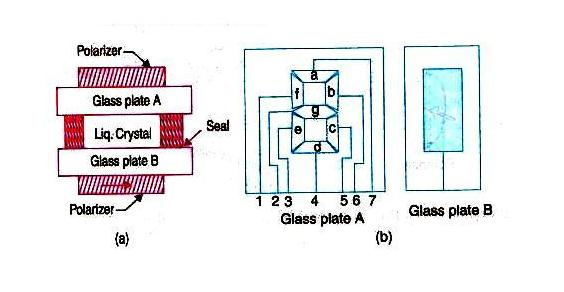 Polarizer
Glass plate A
Liq. Crystal
Seal
Glass plate B
Polarizer
(a)
a
f
b
g
e
c
d
1 2 3 4 5 6 7
Glass plate A
Glass plate B
(b)